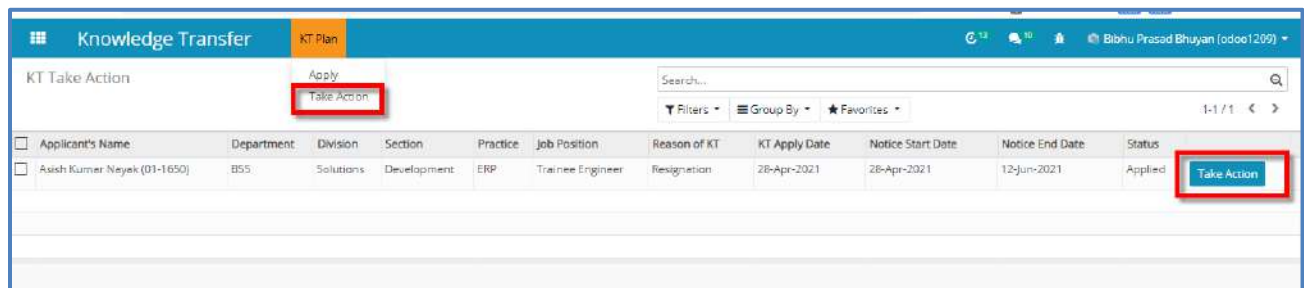 Knowledge Transfer KT Plan 13 10 Bibhu Prasad Bhuyan (odoo1209)
KT Take Action Apply Search...
Take Action
Filters Group By Favorites 1-1 / 1
Applicant's Name Department Division Section Practice Job Position Reason of KT KT Apply Date Notice Start Date Notice End Date Status
Asish Kumar Nayak (01-1650) BSS Solutions Development ERP Trainee Engineer Resignation 28-Apr-2021 28-Apr-2021 12-Jun-2021 Applied Take Action